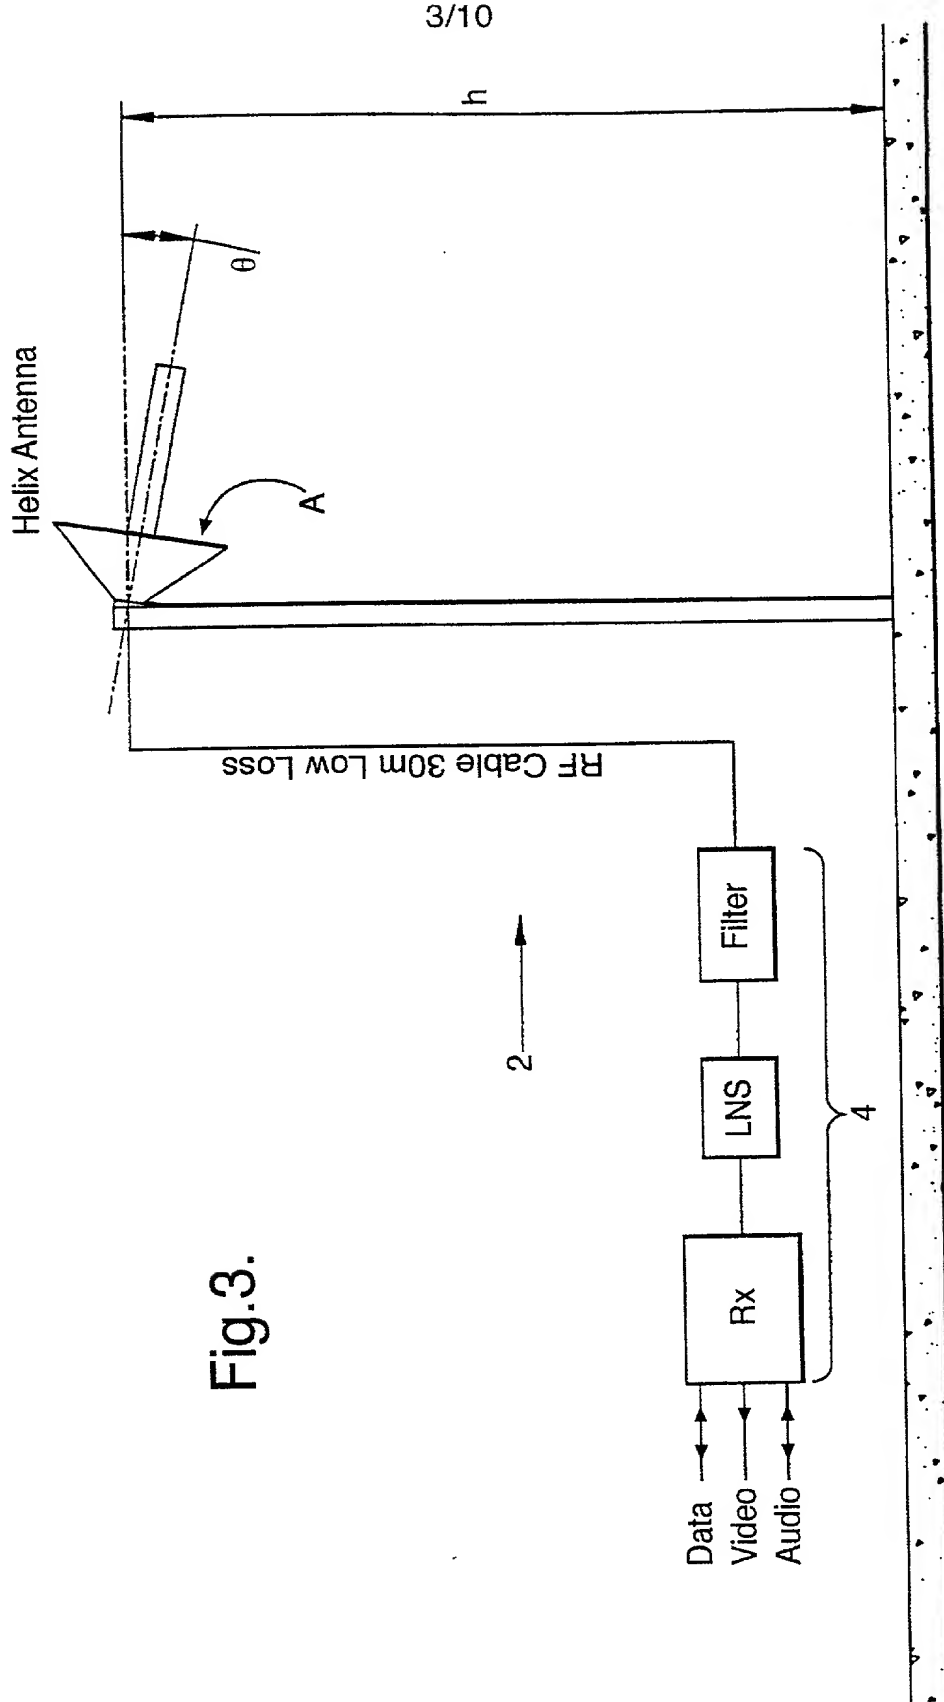 3/10
Helix Antenna
h
θ
A
RF Cable 30m Low Loss
2
Filter
LNS
Rx
4
Data
Video
Audio
Fig.3.